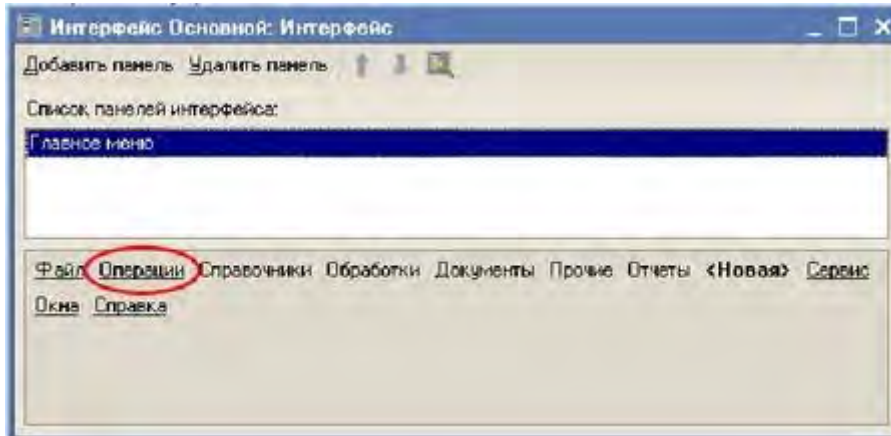 Интерфейс Основной: Интерфейс
Добавить панель Удалить панель
Список панелей интерфейса:
Главное меню
Файл Операции Справочники Обработки Документы Прочие Отчеты <Новая> Сервис
Окна Справка